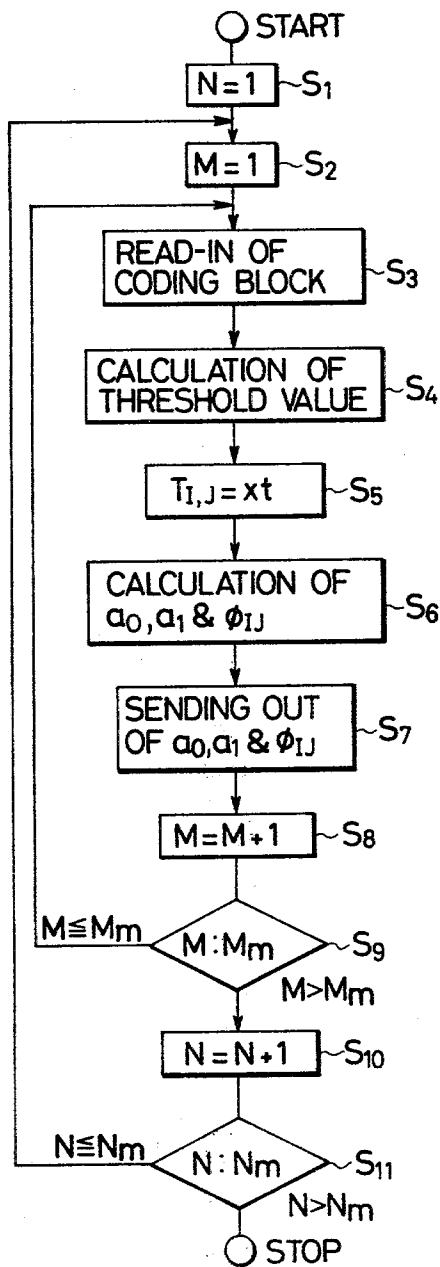 START
N=1 S1
M=1 S2
READ-IN OF
CODING BLOCK S3
CALCULATION OF
THRESHOLD VALUE S4
TI,J=xt S5
CALCULATION OF
a0,a1 & ϕIJ S6
SENDING OUT
OF a0,a1 & ϕIJ S7
M=M+1 S8
M≦Mm
M:Mm S9
M>Mm
N=N+1 S10
N≦Nm
N:Nm S11
N>Nm
STOP